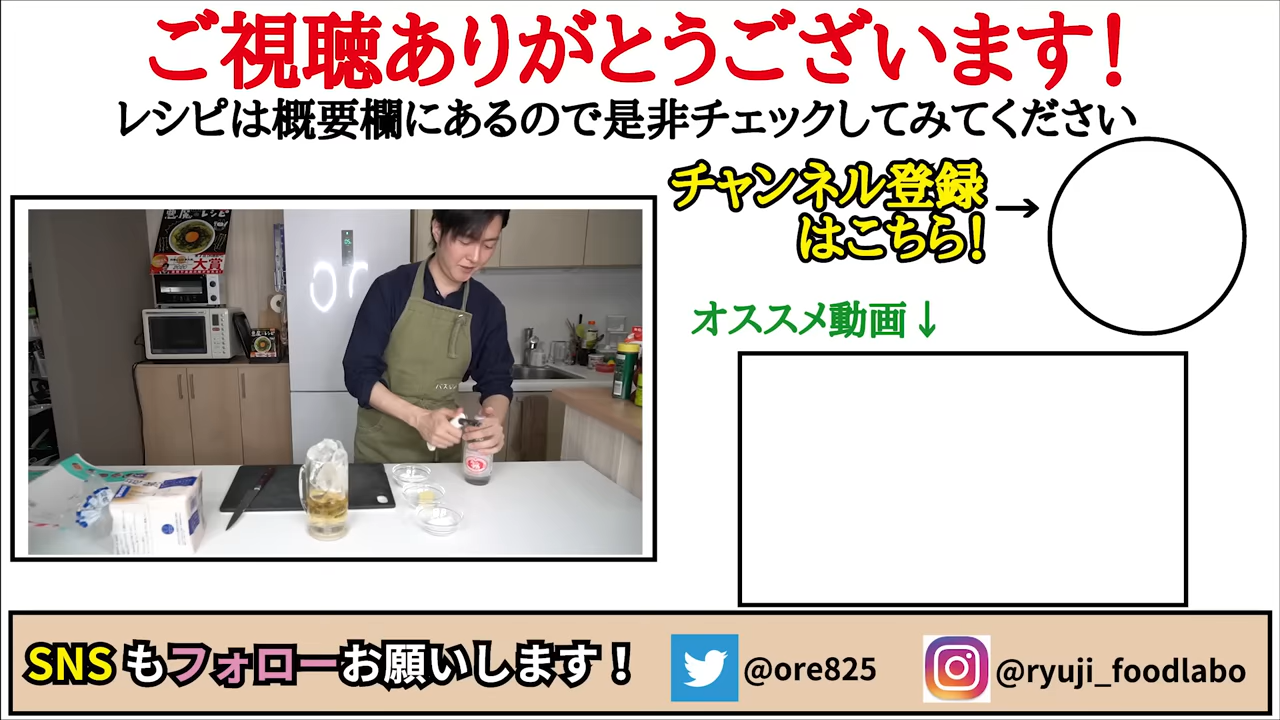 ご視聴ありがとうございます!
レシピは概要欄にあるので是非チェックしてみてください
チャンネル登録
はこちら!
→
オススメ動画↓
大賞
SNSもフォローお願いします!
@ore825
@ryuji_foodlabo